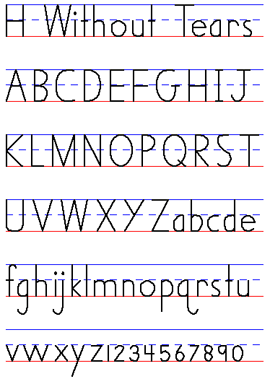 H Without Tears
ABCDEFGHIJ
KLMNOPQRST
UVWXYZabcde
fghijklmnopqrstu
vwxyz1234567890